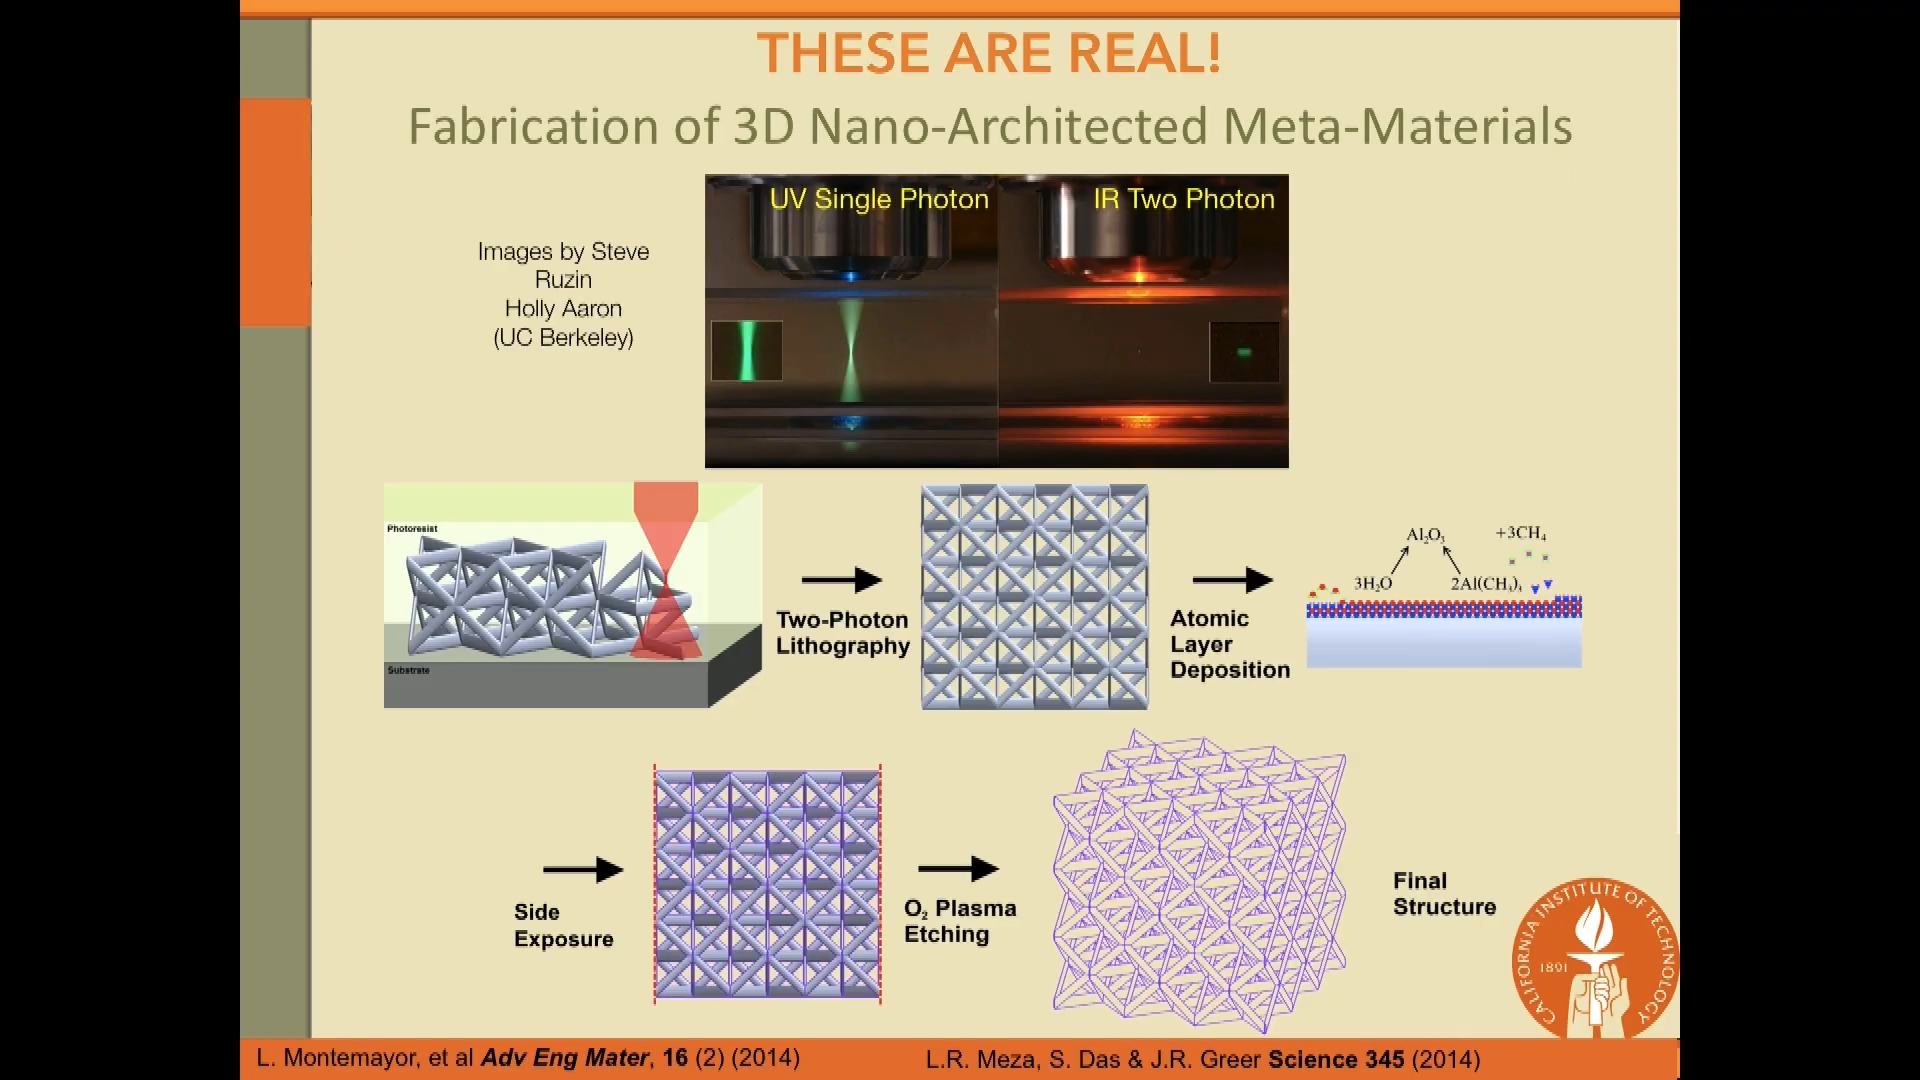 THESE ARE REAL!
Fabrication of 3D Nano-Architected Meta-Materials
UV Single Photon
IR Two Photon
Images by Steve
Ruzin
Holly Aaron
(UC Berkeley)
Photoresist
Substrate
Two-Photon
Lithography
Atomic
Layer
Deposition
Al₂O₃
+3CH₄
3H₂O
2Al(CH₃)₃
Side
Exposure
O₂ Plasma
Etching
Final
Structure
CALIFORNIA INSTITUTE OF TECHNOLOGY
1891
L. Montemayor, et al Adv Eng Mater, 16 (2) (2014)
L.R. Meza, S. Das & J.R. Greer Science 345 (2014)